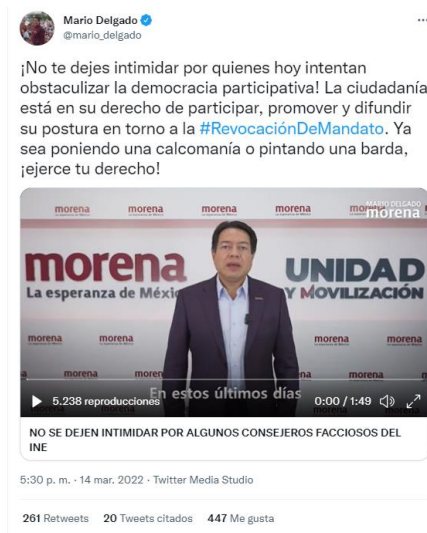 Mario Delgado
@mario_delgado
¡No te dejes intimidar por quienes hoy intentan
obstaculizar la democracia participativa! La ciudadanía
está en su derecho de participar, promover y difundir
su postura en torno a la #RevocaciónDeMandato. Ya
sea poniendo una calcomanía o pintando una barda,
¡ejerce tu derecho!
morena morena morena morena
MARIO DELGADO
morena
morena
La esperanza de México
UNIDAD
Y MOVILIZACIÓN
morena morena morena morena
morena morena morena
En estos últimos días
5.238 reproducciones
0:00 / 1:49
NO SE DEJEN INTIMIDAR POR ALGUNOS CONSEJEROS FACCIOSOS DEL
INE
5:30 p. m. · 14 mar. 2022 · Twitter Media Studio
261 Retweets 20 Tweets citados 447 Me gusta